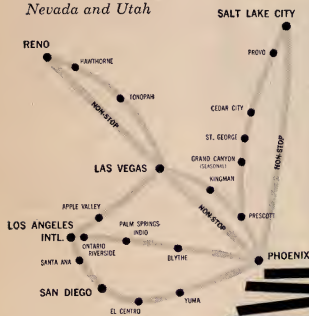 Nevada and Utah
SALT LAKE CITY
RENO
PROVO
HAWTHORNE
TONOPAH
NON-STOP
CEDAR CITY
NON-STOP
ST. GEORGE
LAS VEGAS
GRAND CANYON
(SEASONAL)
KINGMAN
NON-STOP
PRESCOTT
APPLE VALLEY
LOS ANGELES
INTL.
PALM SPRINGS
INDIO
ONTARIO
RIVERSIDE
BLYTHE
PHOENIX
SANTA ANA
SAN DIEGO
YUMA
EL CENTRO